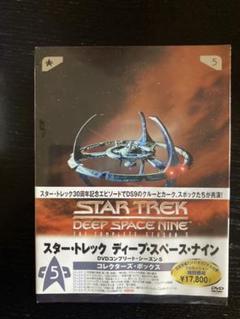 5
スター・トレック30周年記念エピソードでDS9のクルーとカーク、スポックたちが共演!
STAR TREK
DEEP SPACE NINE
スター・トレック ディープ・スペース・ナイン
DVDコンプリート・シーズン5
コレクターズ・ボックス
5
¥17,800
DVD